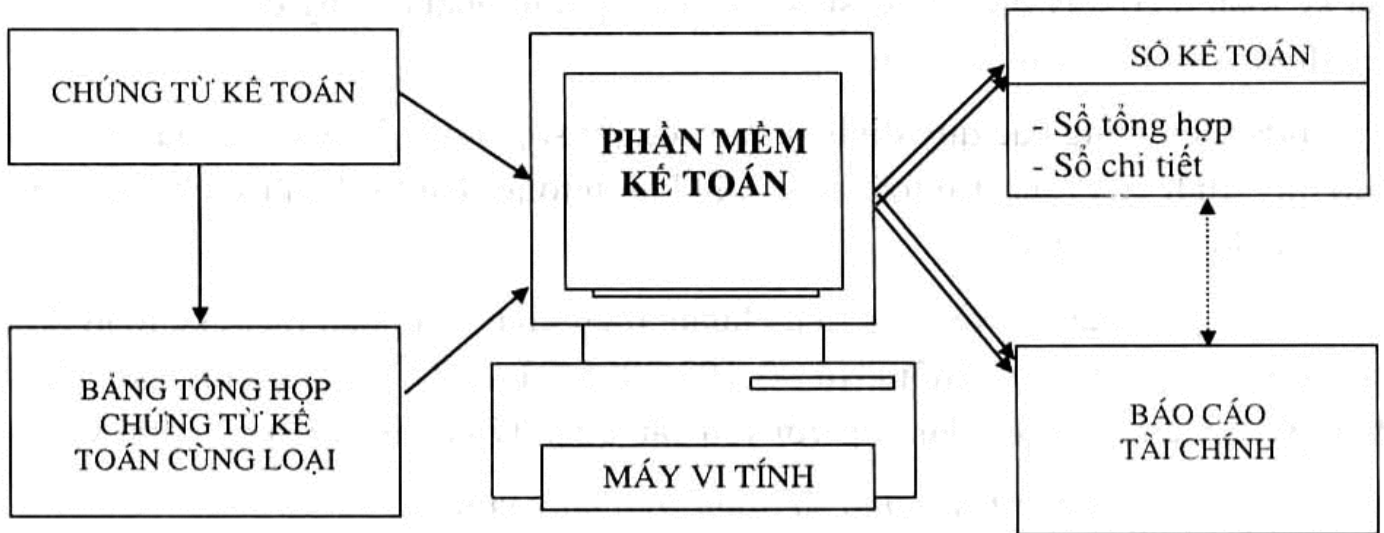 CHỨNG TỪ KẾ TOÁN
BẢNG TỔNG HỢP
CHỨNG TỪ KẾ
TOÁN CÙNG LOẠI
PHẦN MỀM
KẾ TOÁN
MÁY VI TÍNH
SỔ KẾ TOÁN
- Sổ tổng hợp
- Sổ chi tiết
BÁO CÁO
TÀI CHÍNH